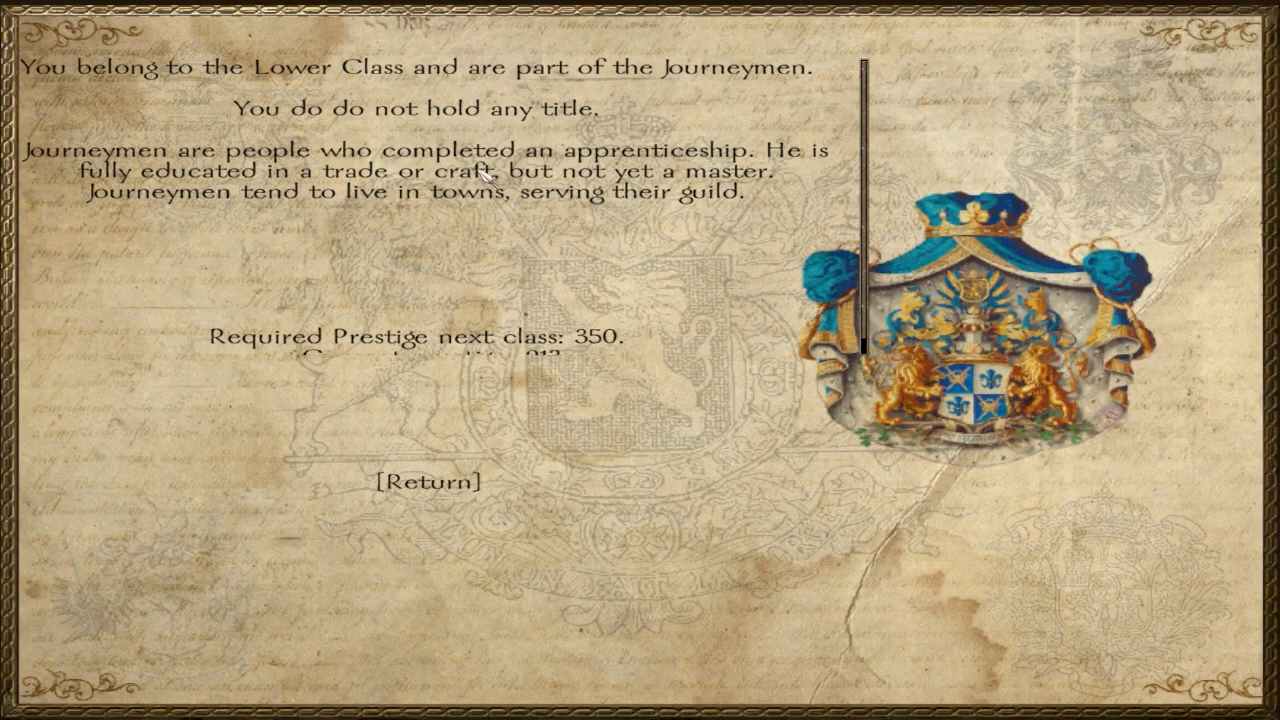 You belong to the Lower Class and are part of the Journeymen.
You do do not hold any title.
Journeymen are people who completed an apprenticeship. He is
fully educated in a trade or craft, but not yet a master.
Journeymen tend to live in towns, serving their guild.
Required Prestige next class: 350.
[Return]